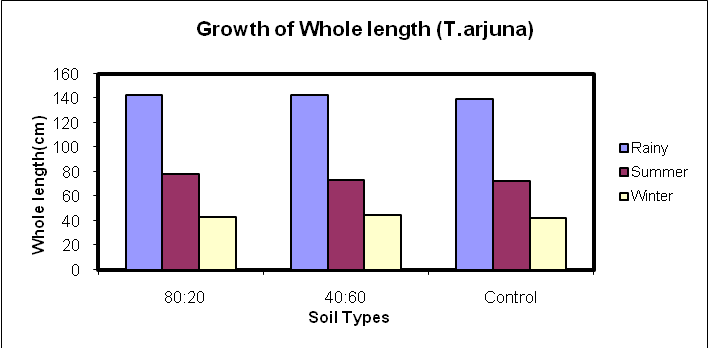 Growth of Whole length (T.arjuna)
Whole length(cm)
160
140
120
100
80
60
40
20
0
80:20
40:60
Control
Soil Types
Rainy
Summer
Winter